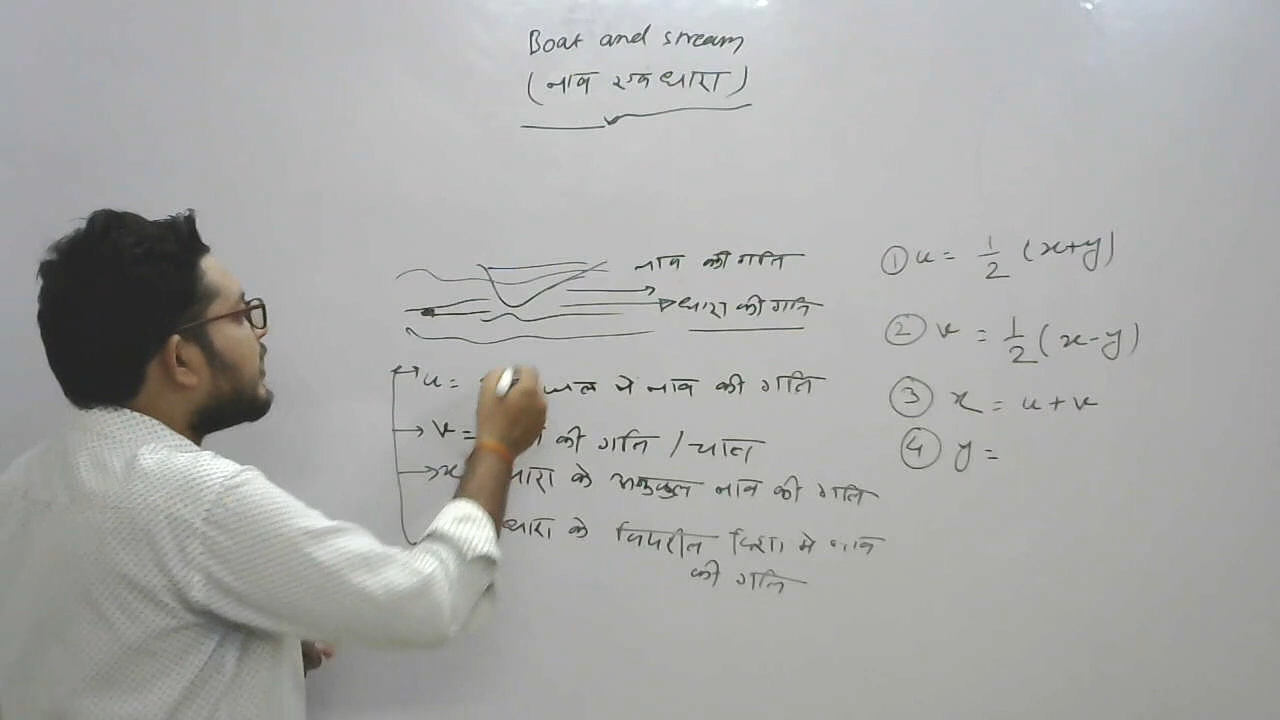 Boat and stream
(नाव एवं धारा)
नाव की गति
धारा की गति
u = जल मे नाव की गति
v = की गति / चाल
x धारा के अनुकुल नाव की गति
धारा के विपरीत दिशा मे नाव
की गति
① u = 1/2 (x+y)
② v = 1/2 (x-y)
③ x = u + v
④ y =